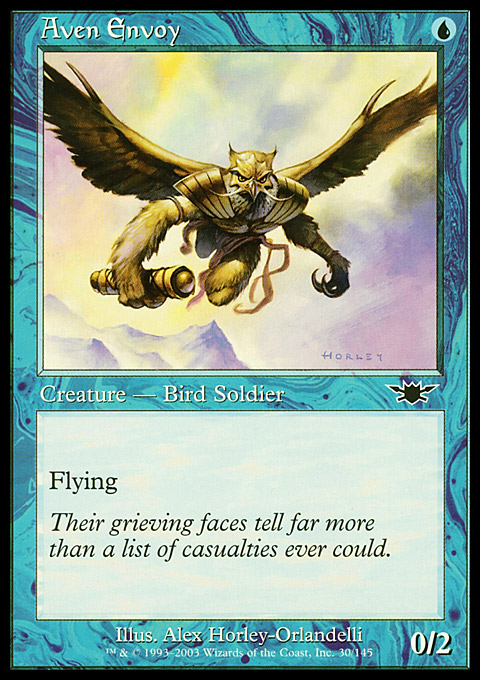 Aven Envoy
HORLEY
Creature — Bird Soldier
Flying
Their grieving faces tell far more
than a list of casualties ever could.
Illus. Alex Horley-Orlandelli
™ & © 1993-2003 Wizards of the Coast, Inc. 30/145
0/2